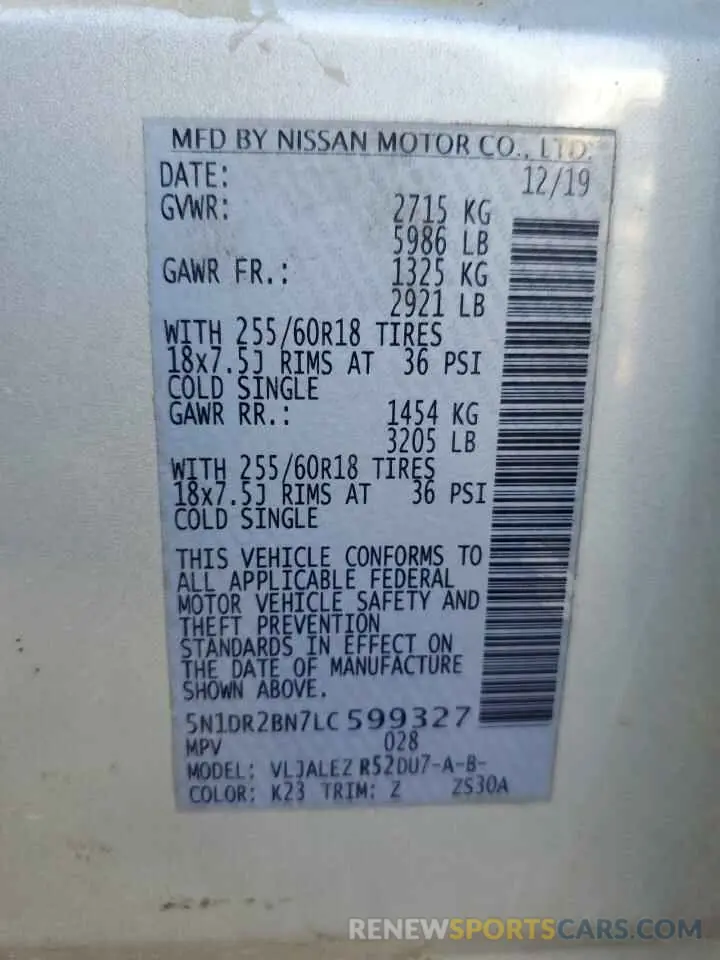 MFD BY NISSAN MOTOR CO., LTD.
DATE: 12/19
GVWR: 2715 KG
5986 LB
GAWR FR.: 1325 KG
2921 LB
WITH 255/60R18 TIRES
18x7.5J RIMS AT 36 PSI
COLD SINGLE
GAWR RR.: 1454 KG
3205 LB
WITH 255/60R18 TIRES
18x7.5J RIMS AT 36 PSI
COLD SINGLE
THIS VEHICLE CONFORMS TO
ALL APPLICABLE FEDERAL
MOTOR VEHICLE SAFETY AND
THEFT PREVENTION
STANDARDS IN EFFECT ON
THE DATE OF MANUFACTURE
SHOWN ABOVE.
5N1DR2BN7LC 599327
MPV 028
MODEL: VLJALEZ R52DU7-A-B-
COLOR: K23 TRIM: Z ZS30A
RENEWSPORTSCARS.COM